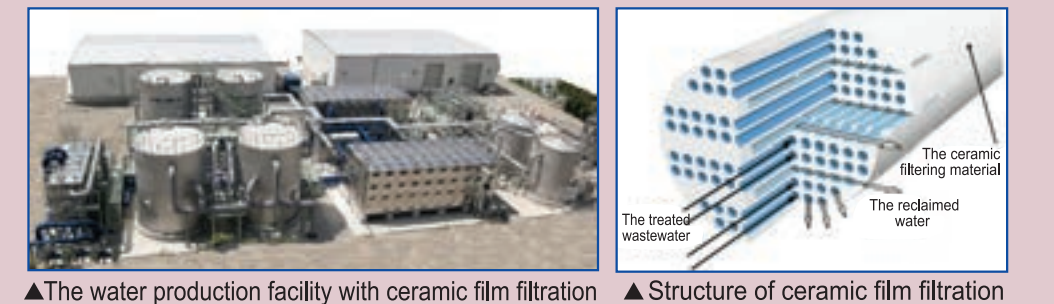 The ceramic
filtering material
The reclaimed
water
The treated
wastewater
▲The water production facility with ceramic film filtration
▲ Structure of ceramic film filtration